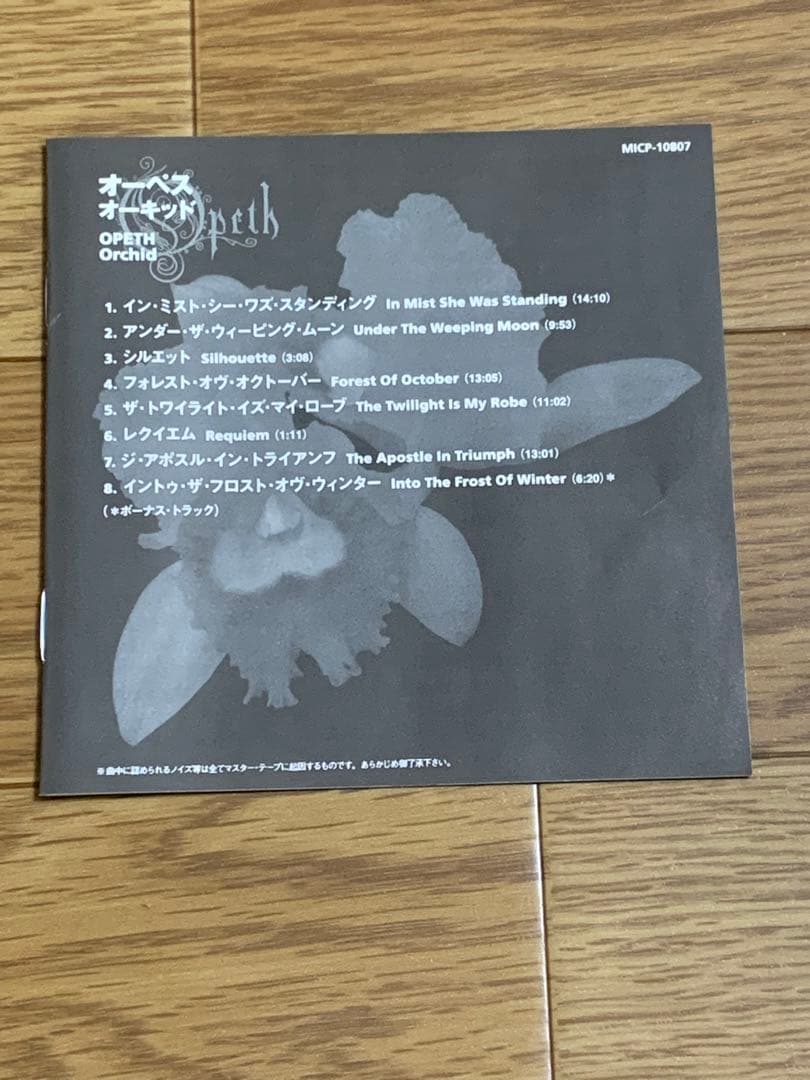 MICP-10807
オーペス
オーキッド
Opeth
OPETH
Orchid
1. イン・ミスト・シー・ワズ・スタンディング In Mist She Was Standing (14:10)
2. アンダー・ザ・ウィーピング・ムーン Under The Weeping Moon (9:53)
3. シルエット Silhouette (3:08)
4. フォレスト・オヴ・オクトーバー Forest Of October (13:05)
5. ザ・トワイライト・イズ・マイ・ローブ The Twilight Is My Robe (11:02)
6. レクイエム Requiem (1:11)
7. ジ・アポスル・イン・トライアンフ The Apostle In Triumph (13:01)
8. イントゥ・ザ・フロスト・オヴ・ウィンター Into The Frost Of Winter (6:20)*
(*ボーナス・トラック)
※曲中に認められるノイズ等は全てマスター・テープに起因するものです。あらかじめ御了承下さい。